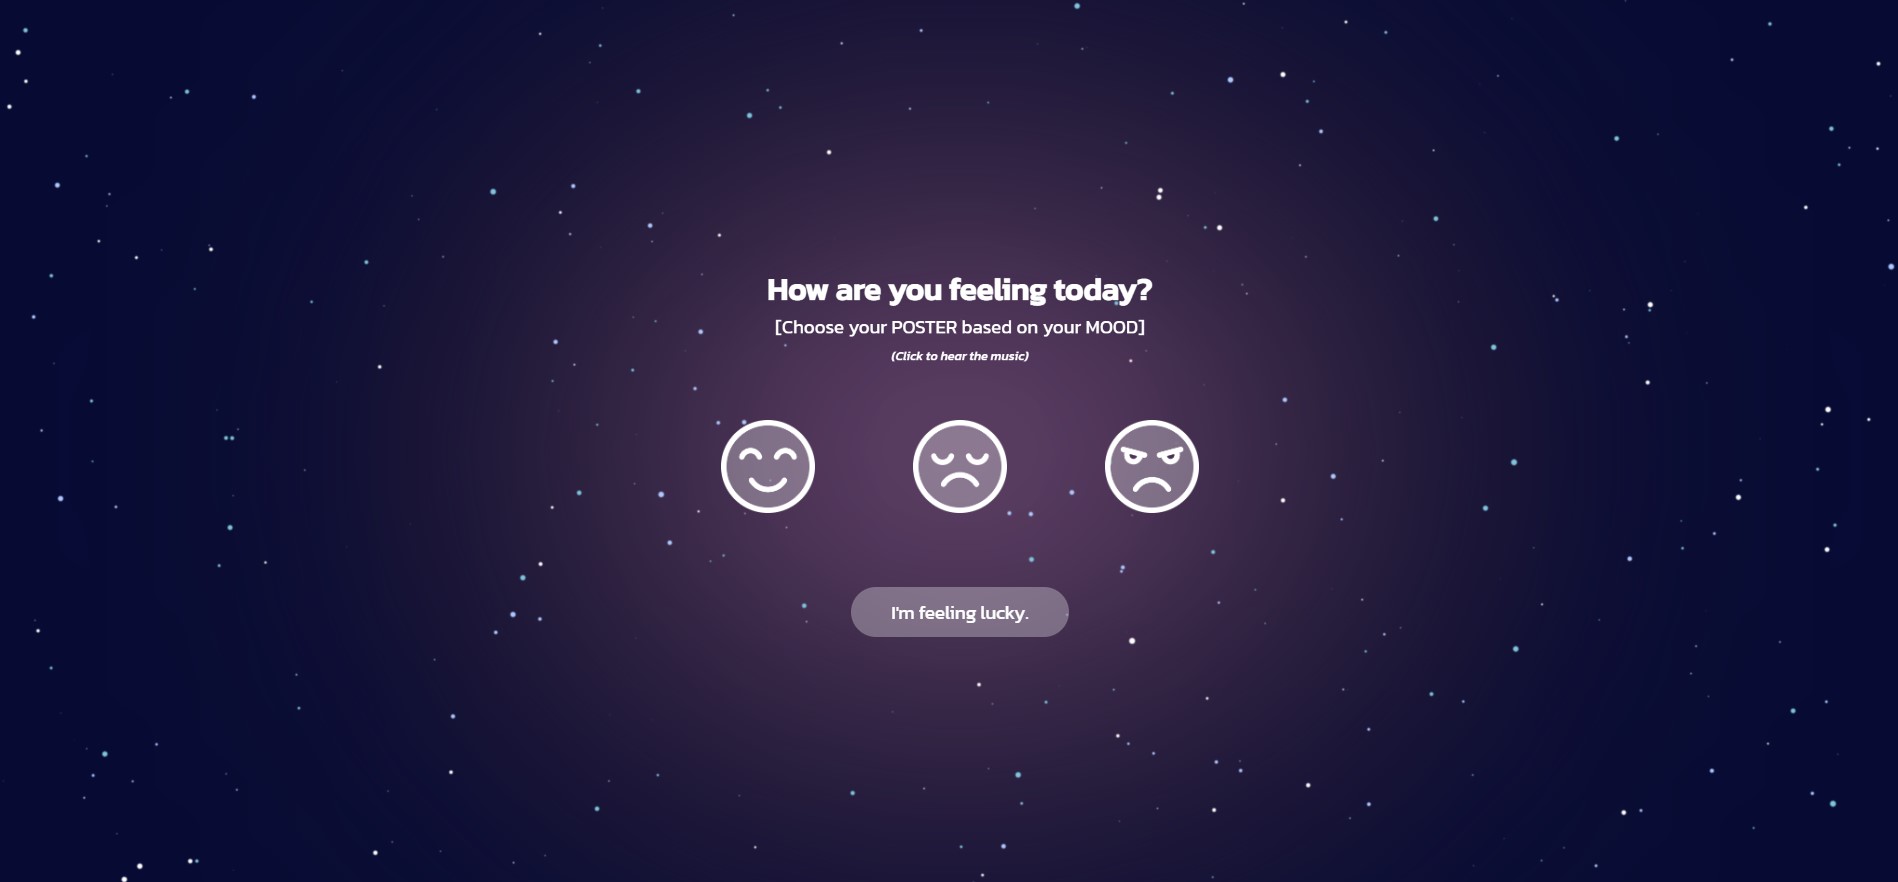 How are you feeling today?
[Choose your POSTER based on your MOOD]
(Click to hear the music)
I'm feeling lucky.